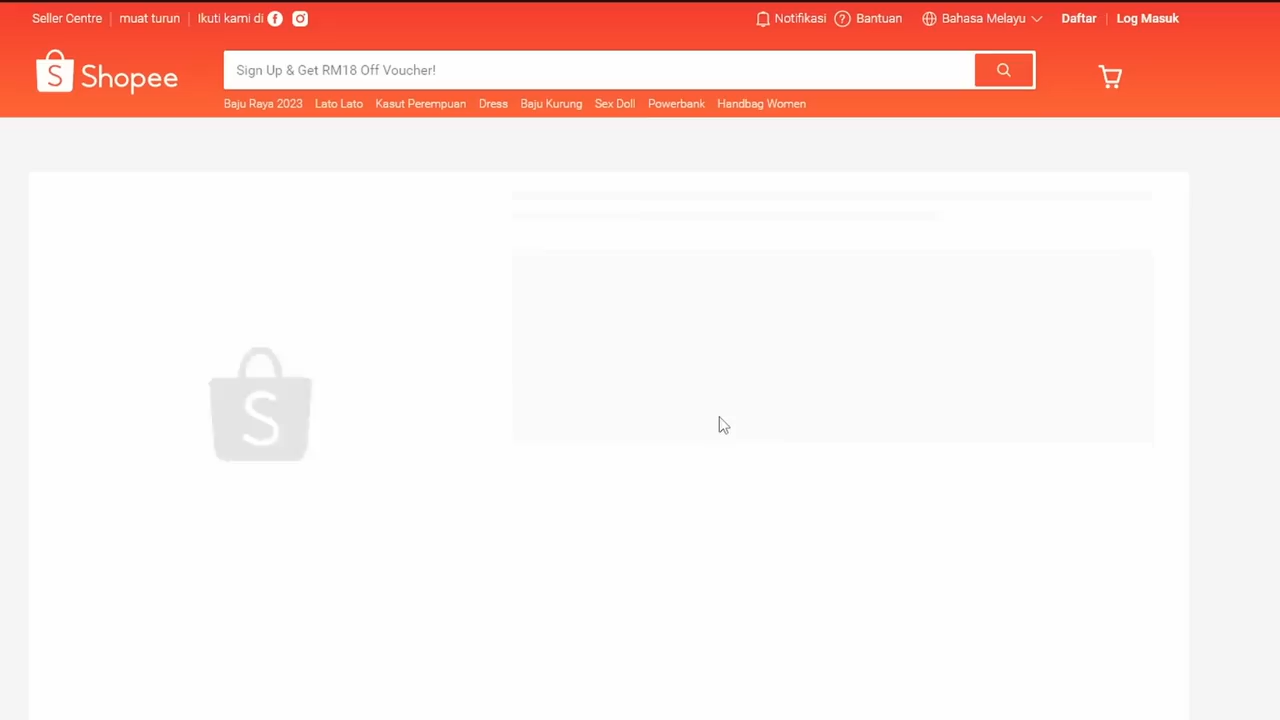 Seller Centre muat turun Ikuti kami di Notifikasi Bantuan Bahasa Melayu Daftar Log Masuk
Shopee
Sign Up & Get RM18 Off Voucher!
Baju Raya 2023 Lato Lato Kasut Perempuan Dress Baju Kurung Sex Doll Powerbank Handbag Women